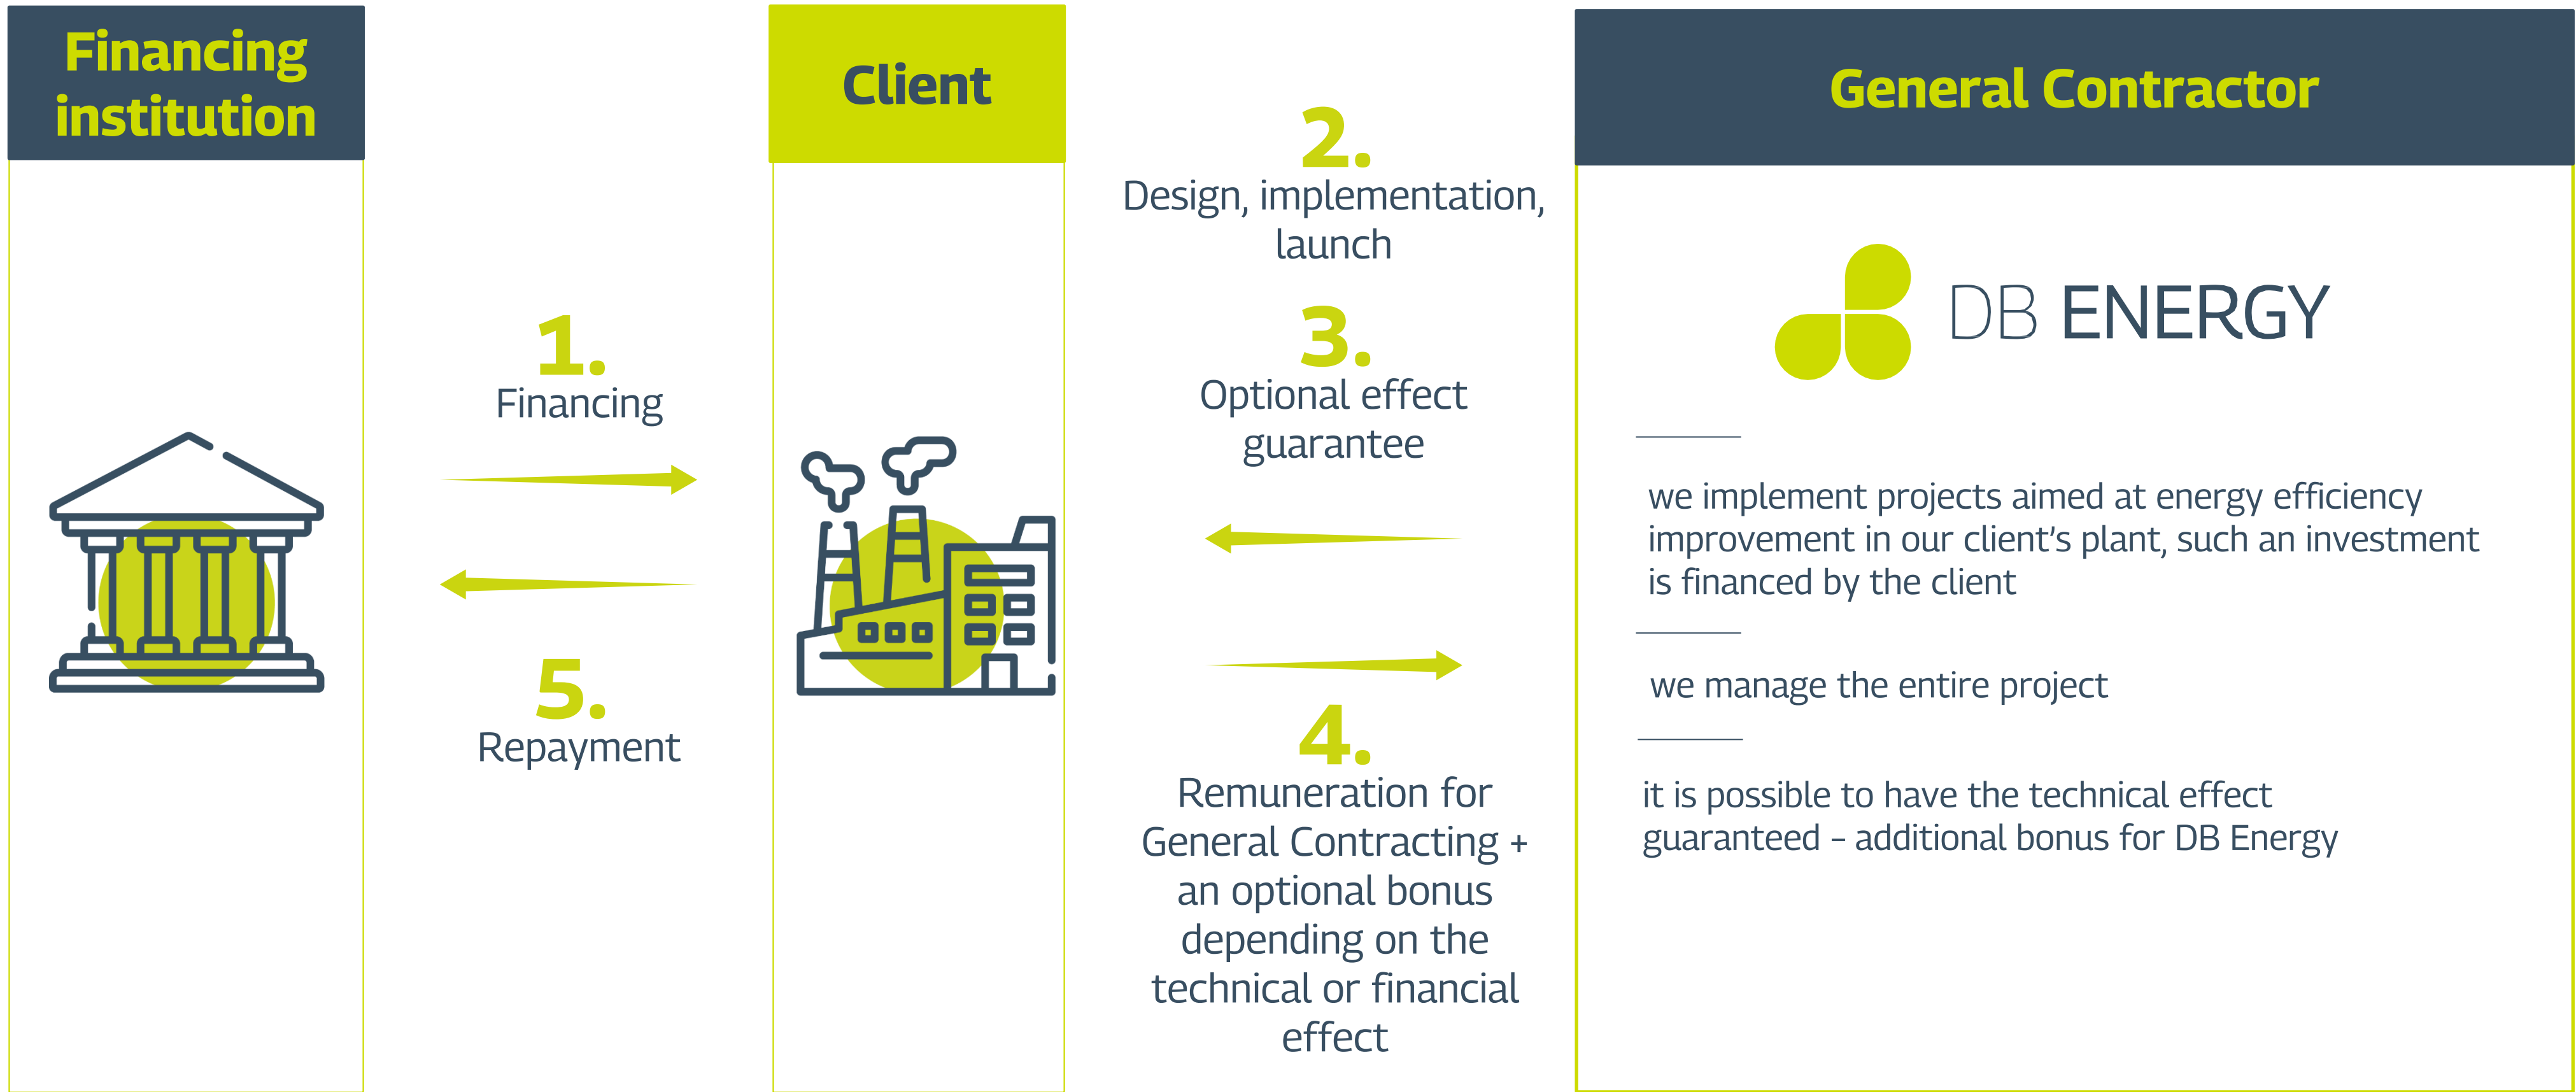 Financing
institution
1.
Financing
5.
Repayment
Client
2.
Design, implementation,
launch
3.
Optional effect
guarantee
4.
Remuneration for
General Contracting +
an optional bonus
depending on the
technical or financial
effect
General Contractor
DB ENERGY
we implement projects aimed at energy efficiency
improvement in our client’s plant, such an investment
is financed by the client
we manage the entire project
it is possible to have the technical effect
guaranteed – additional bonus for DB Energy